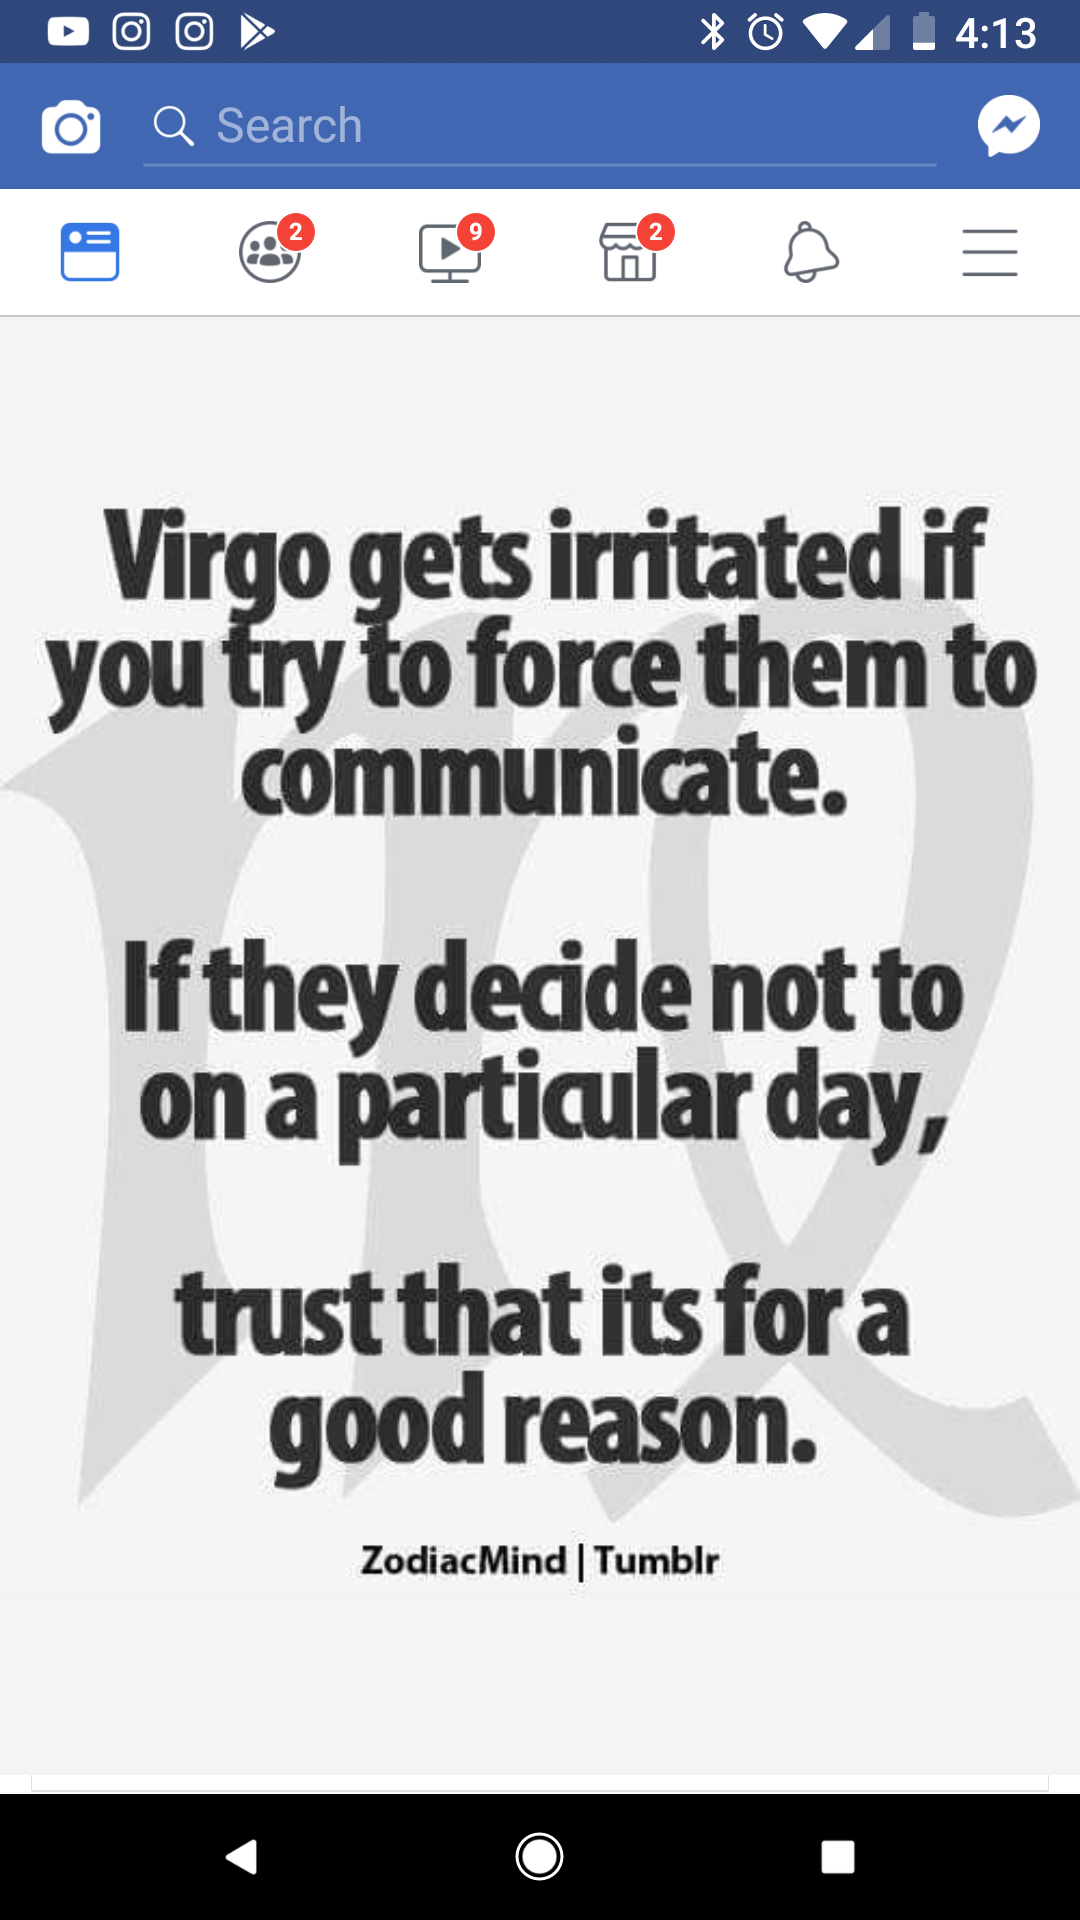 4:13
Search
2
9
2
Virgo gets irritated if
you try to force them to
communicate.
If they decide not to
on a particular day,
trust that its for a
good reason.
ZodiacMind | Tumblr